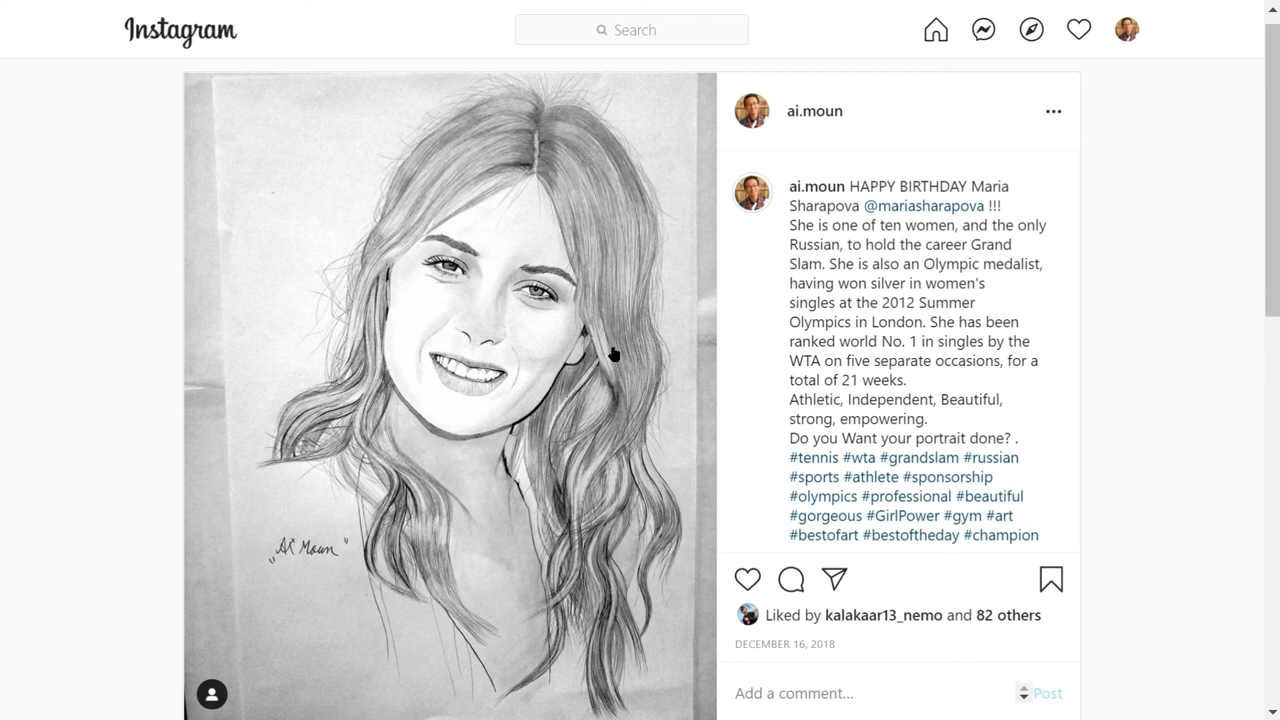 Instagram
Search
ai.moun
ai.moun HAPPY BIRTHDAY Maria
Sharapova @mariasharapova !!!
She is one of ten women, and the only
Russian, to hold the career Grand
Slam. She is also an Olympic medalist,
having won silver in women's
singles at the 2012 Summer
Olympics in London. She has been
ranked world No. 1 in singles by the
WTA on five separate occasions, for a
total of 21 weeks.
Athletic, Independent, Beautiful,
strong, empowering.
Do you Want your portrait done? .
#tennis #wta #grandslam #russian
#sports #athlete #sponsorship
#olympics #professional #beautiful
#gorgeous #GirlPower #gym #art
#bestofart #bestoftheday #champion
"Ai Moun"
Liked by kalakaar13_nemo and 82 others
DECEMBER 16, 2018
Add a comment...
Post